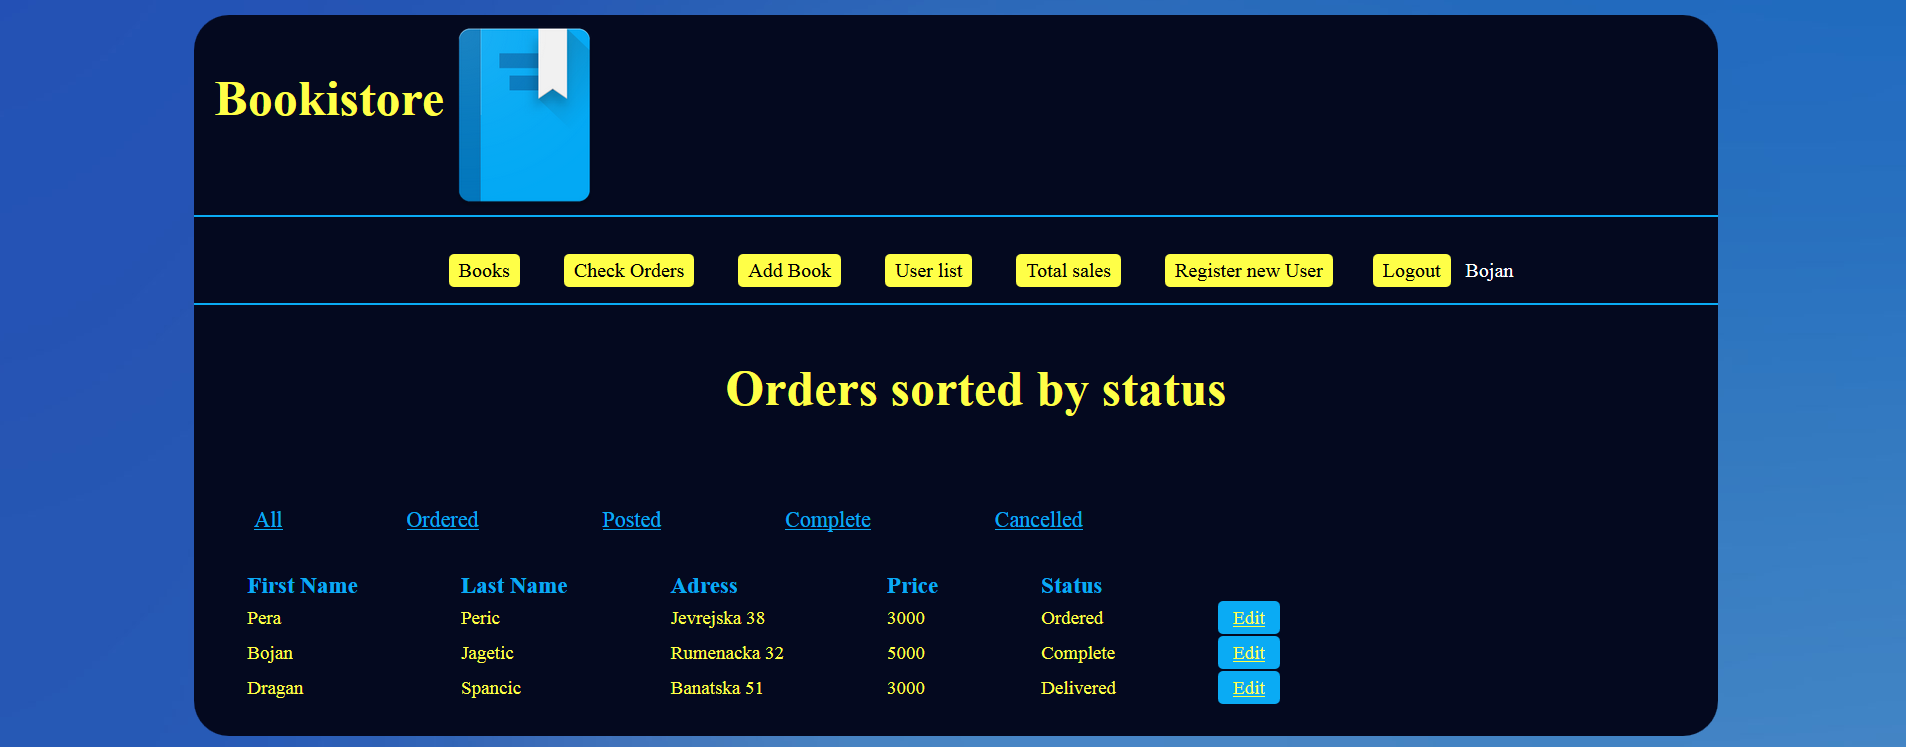 Bookistore
Books Check Orders Add Book User list Total sales Register new User Logout Bojan
Orders sorted by status
All Ordered Posted Complete Cancelled
First Name Last Name Adress Price Status
Pera Peric Jevrejska 38 3000 Ordered Edit
Bojan Jagetic Rumenacka 32 5000 Complete Edit
Dragan Spancic Banatska 51 3000 Delivered Edit